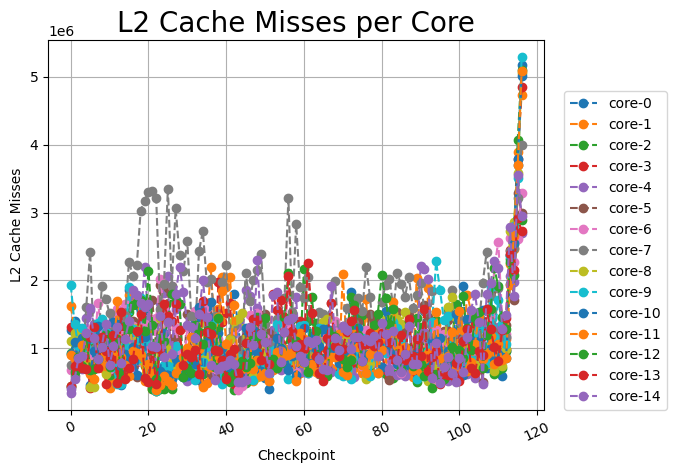 L2 Cache Misses per Core
1e6
5
4
3
2
1
L2 Cache Misses
0
20
40
60
80
100
120
Checkpoint
core-0
core-1
core-2
core-3
core-4
core-5
core-6
core-7
core-8
core-9
core-10
core-11
core-12
core-13
core-14